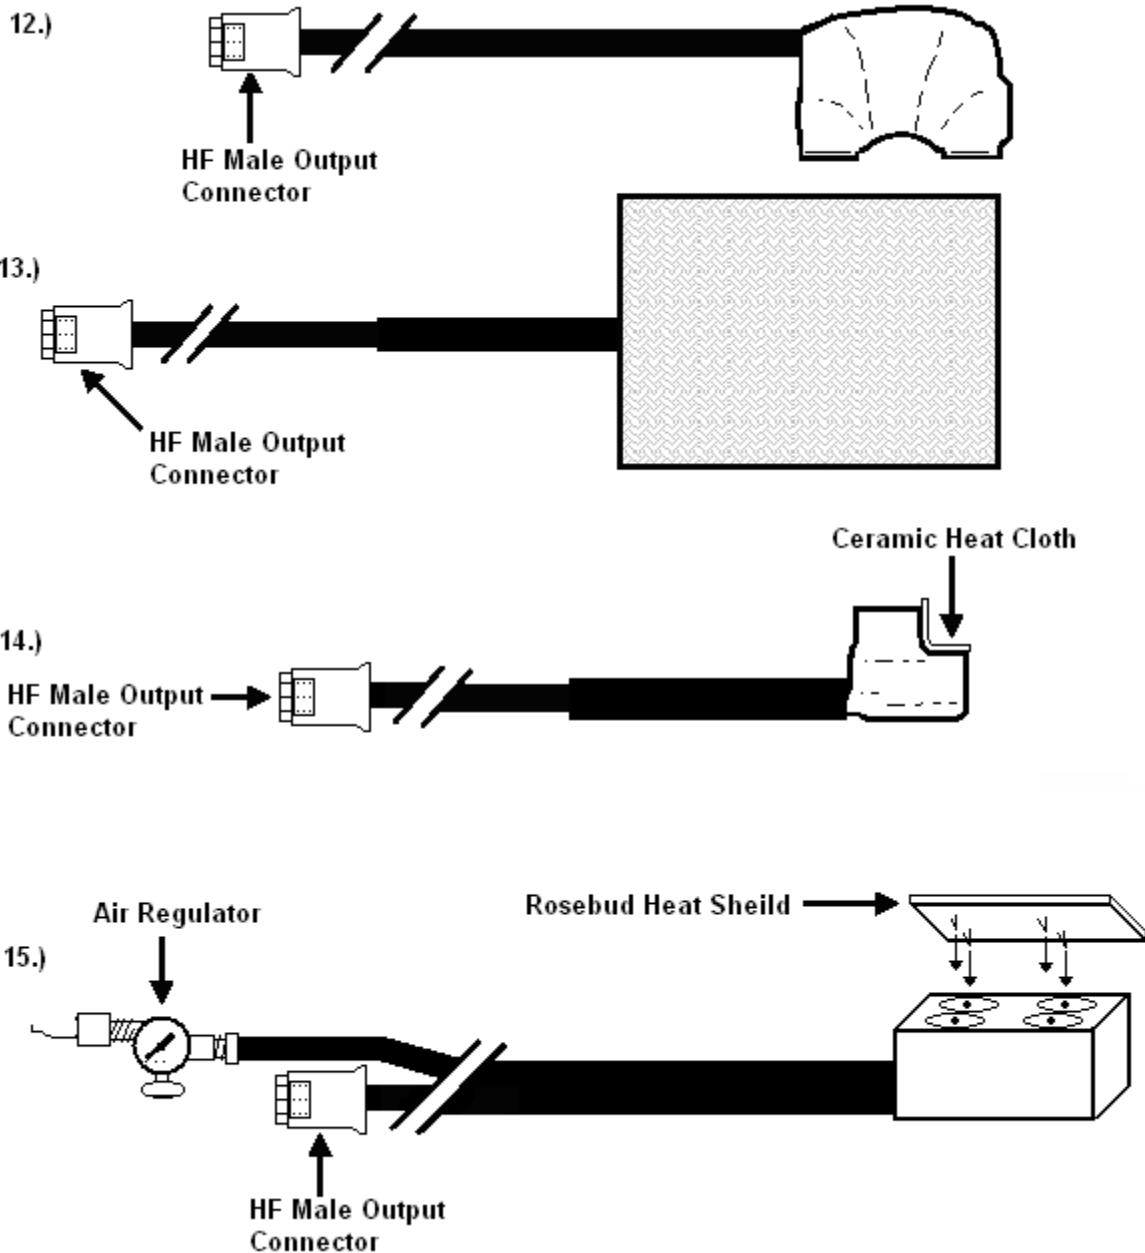 12.)
HF Male Output
Connector
13.)
HF Male Output
Connector
Ceramic Heat Cloth
14.)
HF Male Output
Connector
Air Regulator
Rosebud Heat Sheild
15.)
HF Male Output
Connector